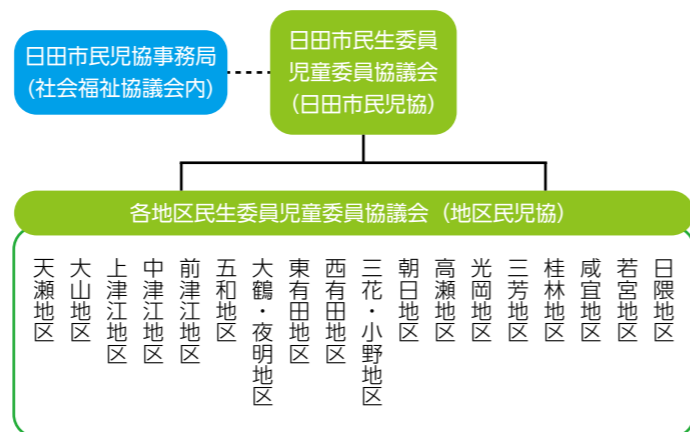 日田市民児協事務局
(社会福祉協議会内)
日田市民生委員
児童委員協議会
(日田市民児協)
各地区民生委員児童委員協議会（地区民児協）
日隈地区
若宮地区
咸宜地区
桂林地区
三芳地区
光岡地区
高瀬地区
朝日地区
三花・小野地区
西有田地区
東有田地区
大鶴・夜明地区
五和地区
前津江地区
中津江地区
上津江地区
大山地区
天瀬地区